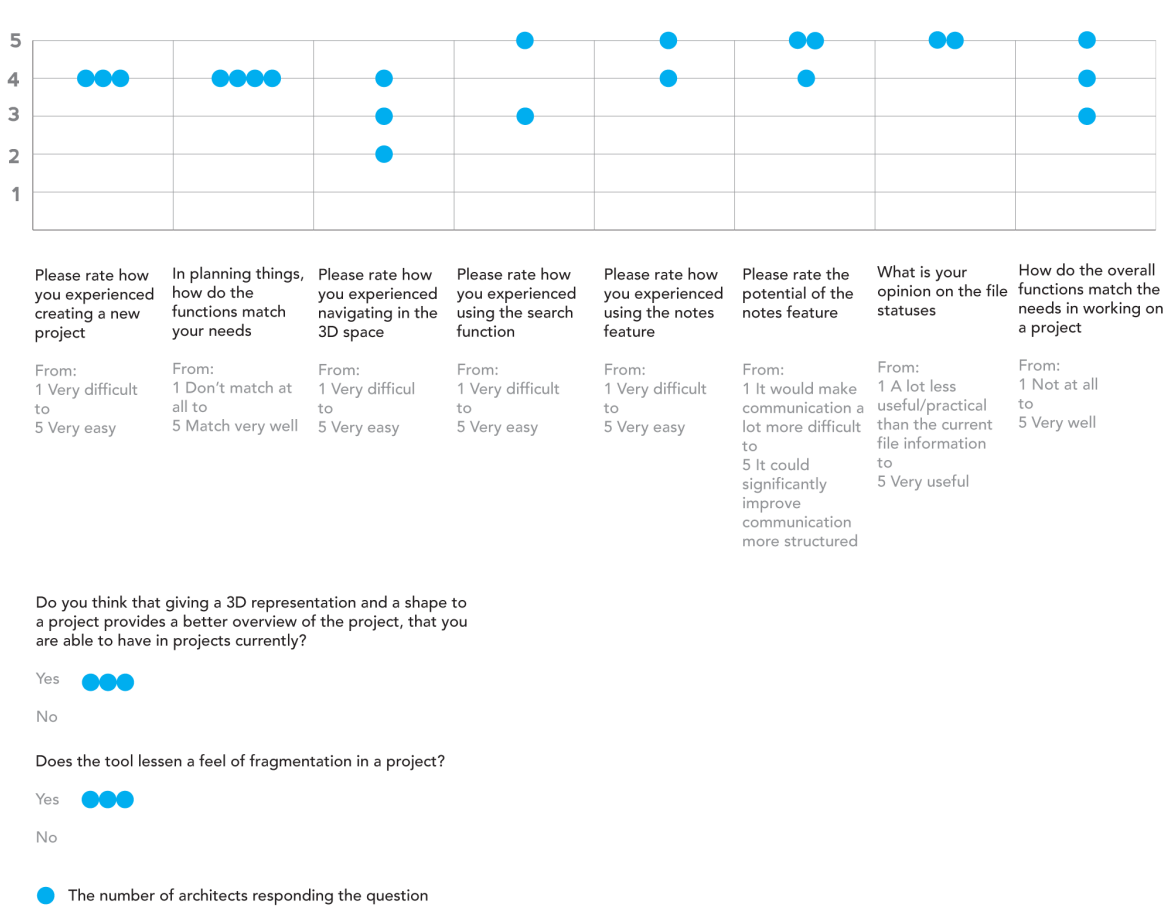 5
4
3
2
1
Please rate how
you experienced
creating a new
project
From:
1 Very difficult
to
5 Very easy
In planning things,
how do the
functions match
your needs
From:
1 Don't match at
all to
5 Match very well
Please rate how
you experienced
navigating in the
3D space
From:
1 Very difficul
to
5 Very easy
Please rate how
you experienced
using the search
function
From:
1 Very difficult
to
5 Very easy
Please rate how
you experienced
using the notes
feature
From:
1 Very difficult
to
5 Very easy
Please rate the
potential of the
notes feature
From:
1 It would make
communication a
lot more difficult
to
5 It could
significantly
improve
communication
more structured
What is your
opinion on the file
statuses
From:
1 A lot less
useful/practical
than the current
file information
to
5 Very useful
How do the overall
functions match the
needs in working on
a project
From:
1 Not at all
to
5 Very well
Do you think that giving a 3D representation and a shape to
a project provides a better overview of the project, that you
are able to have in projects currently?
Yes
No
Does the tool lessen a feel of fragmentation in a project?
Yes
No
The number of architects responding the question